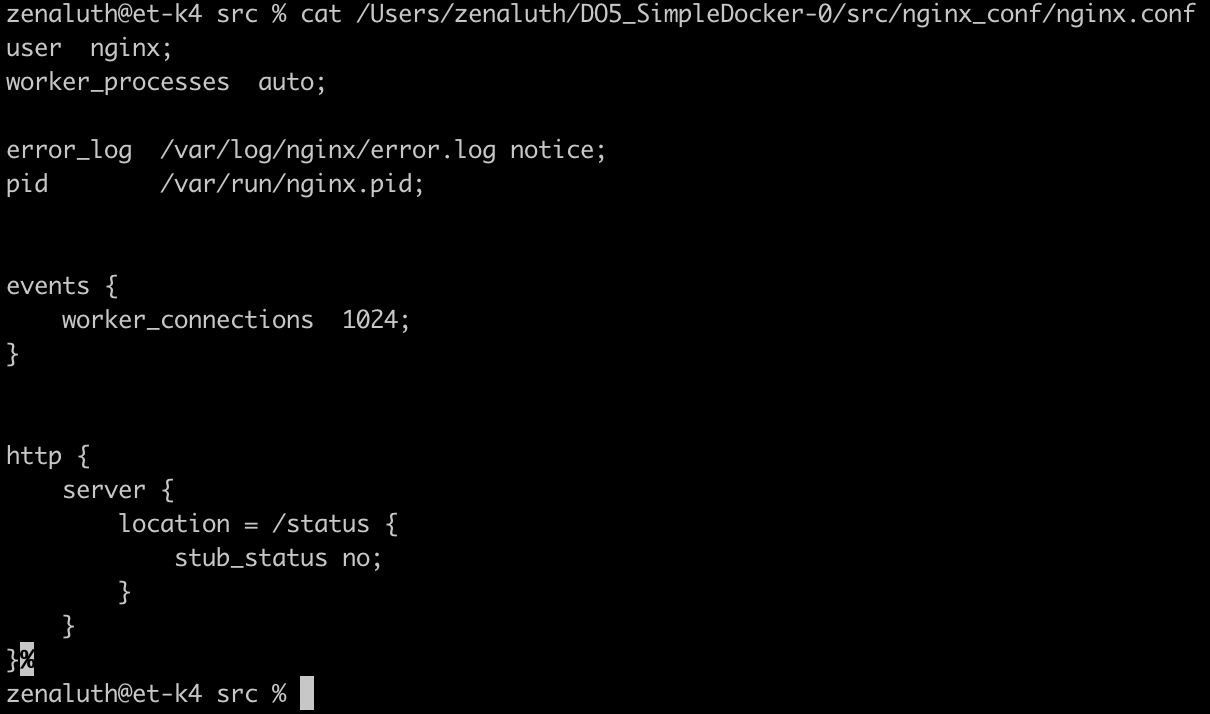 zenaluth@et-k4 src % cat /Users/zenaluth/DO5_SimpleDocker-0/src/nginx_conf/nginx.conf
user  nginx;
worker_processes  auto;
error_log  /var/log/nginx/error.log notice;
pid        /var/run/nginx.pid;
events {
    worker_connections  1024;
}
http {
    server {
        location = /status {
            stub_status no;
        }
    }
}%
zenaluth@et-k4 src %